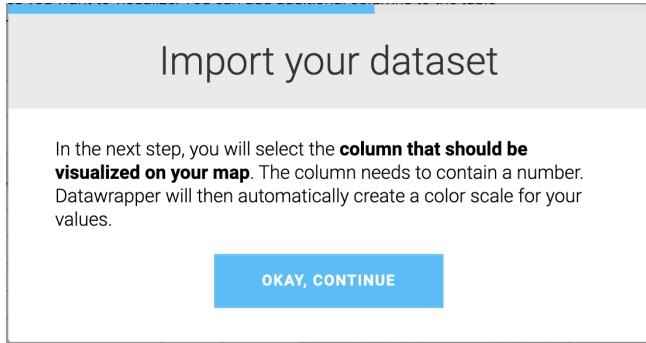 Import your dataset
In the next step, you will select the column that should be
visualized on your map. The column needs to contain a number.
Datawrapper will then automatically create a color scale for your
values.
OKAY, CONTINUE